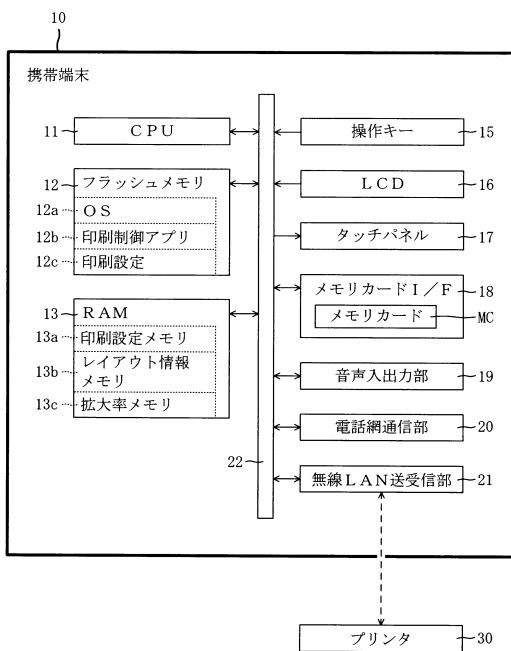 10
携帯端末
11 CPU
12 フラッシュメモリ
12a OS
12b 印刷制御アプリ
12c 印刷設定
13 RAM
13a 印刷設定メモリ
13b レイアウト情報
メモリ
13c 拡大率メモリ
22
操作キー 15
LCD 16
タッチパネル 17
メモリカードI/F 18
メモリカード MC
音声入出力部 19
電話網通信部 20
無線LAN送受信部 21
プリンタ 30